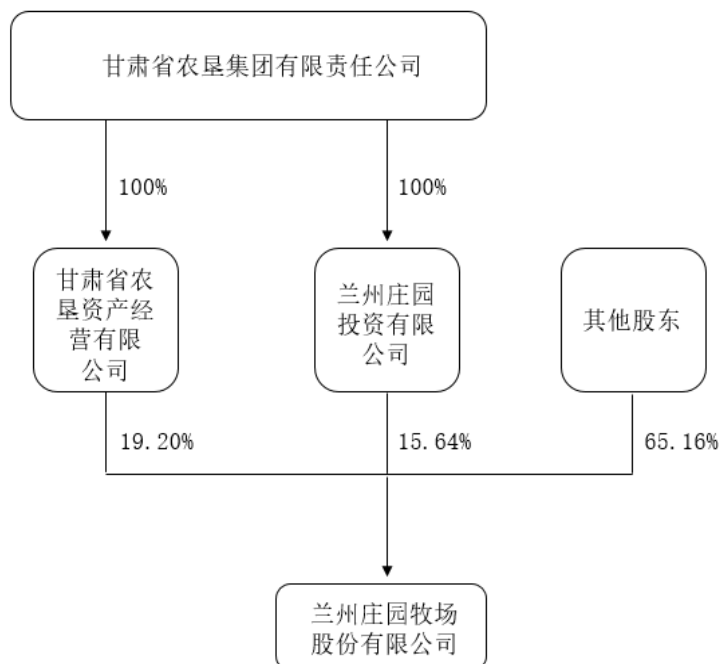 甘肃省农垦集团有限责任公司
100%
100%
甘肃省农
垦资产经
营有限
公司
兰州庄园
投资有限
公司
其他股东
19.20%
15.64%
65.16%
兰州庄园牧场
股份有限公司